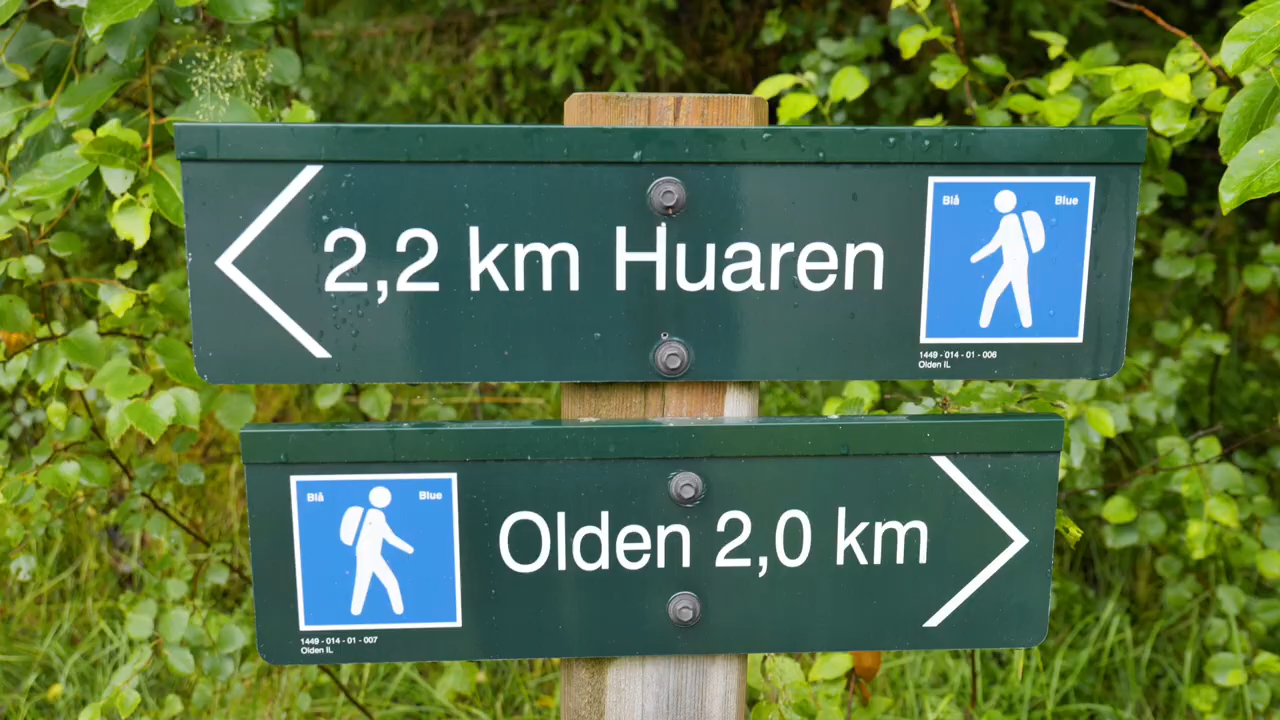 2,2 km Huaren
Blå Blue
1449 - 014 - 01 - 006
Olden IL
Blå Blue
Olden 2,0 km
1449 - 014 - 01 - 007
Olden IL